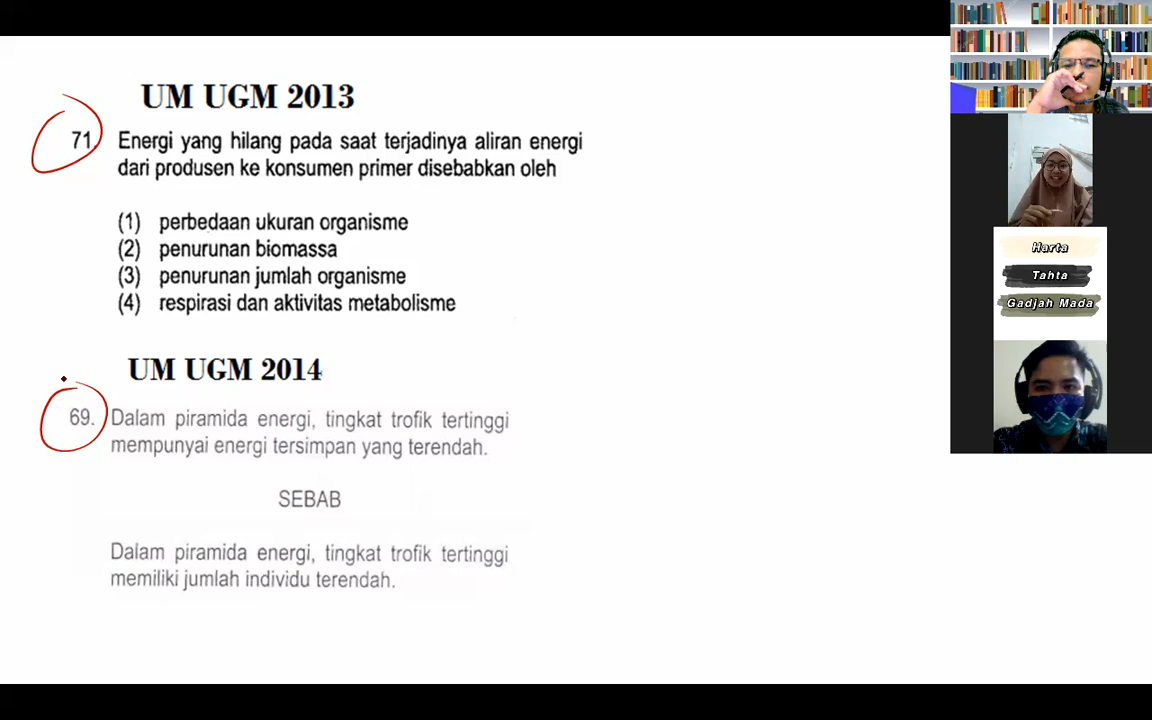 UM UGM 2013
71. Energi yang hilang pada saat terjadinya aliran energi
dari produsen ke konsumen primer disebabkan oleh
(1) perbedaan ukuran organisme
(2) penurunan biomassa
(3) penurunan jumlah organisme
(4) respirasi dan aktivitas metabolisme
UM UGM 2014
69. Dalam piramida energi, tingkat trofik tertinggi
mempunyai energi tersimpan yang terendah.
SEBAB
Dalam piramida energi, tingkat trofik tertinggi
memiliki jumlah individu terendah.
Harta
Tahta
Gadjah Mada